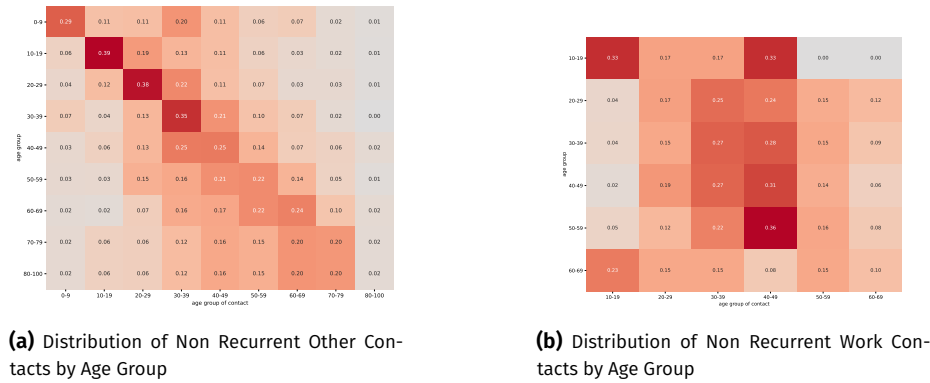 0-9 0.29 0.11 0.11 0.20 0.11 0.06 0.07 0.02 0.01
10-19 0.06 0.39 0.19 0.13 0.11 0.06 0.03 0.02 0.01
20-29 0.04 0.12 0.38 0.22 0.11 0.07 0.03 0.03 0.01
30-39 0.07 0.04 0.13 0.35 0.21 0.10 0.07 0.02 0.00
40-49 0.03 0.06 0.13 0.25 0.25 0.14 0.07 0.06 0.02
50-59 0.03 0.03 0.15 0.16 0.21 0.22 0.14 0.05 0.01
60-69 0.02 0.02 0.07 0.16 0.17 0.22 0.24 0.10 0.02
70-79 0.02 0.06 0.06 0.12 0.16 0.15 0.20 0.20 0.02
80-100 0.02 0.06 0.06 0.12 0.16 0.15 0.20 0.20 0.02
age group
0-9 10-19 20-29 30-39 40-49 50-59 60-69 70-79 80-100
age group of contact
(a) Distribution of Non Recurrent Other Con-
tacts by Age Group
10-19 0.33 0.17 0.17 0.33 0.00 0.00
20-29 0.04 0.17 0.25 0.24 0.15 0.12
30-39 0.04 0.15 0.27 0.28 0.15 0.09
40-49 0.02 0.19 0.27 0.31 0.14 0.06
50-59 0.05 0.12 0.22 0.36 0.16 0.08
60-69 0.23 0.15 0.15 0.08 0.15 0.10
age group
10-19 20-29 30-39 40-49 50-59 60-69
age group of contact
(b) Distribution of Non Recurrent Work Con-
tacts by Age Group